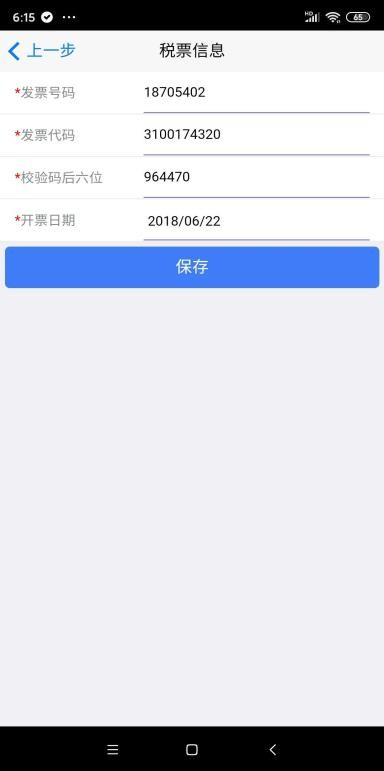 6:15 ··· HD 65
上一步 税票信息
*发票号码 18705402
*发票代码 3100174320
*校验码后六位 964470
*开票日期 2018/06/22
保存